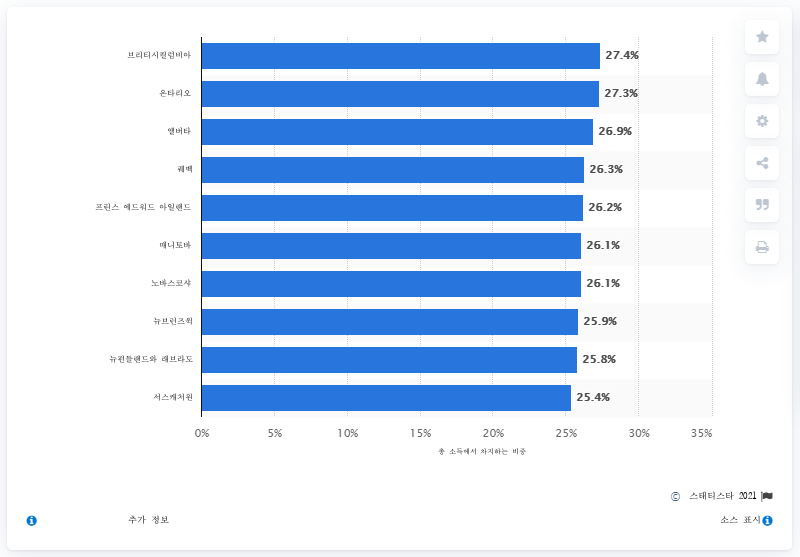 브리티시컬럼비아 27.4%
온타리오 27.3%
앨버타 26.9%
퀘벡 26.3%
프린스 에드워드 아일랜드 26.2%
매니토바 26.1%
노바스코샤 26.1%
뉴브런즈윅 25.9%
뉴펀들랜드와 래브라도 25.8%
서스캐처원 25.4%
0% 5% 10% 15% 20% 25% 30% 35%
총 소득에서 차지하는 비중
© 스태티스타 2021
추가 정보 소스 표시